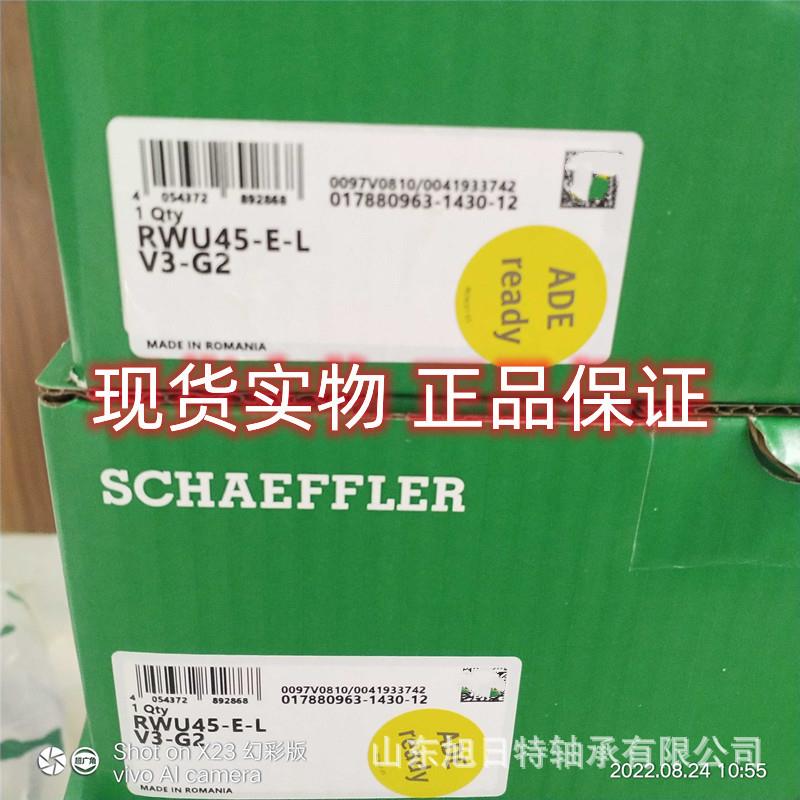 0097V0810/0041933742
017880963-1430-12
4 054372 892868
1 Qty
RWU45-E-L
V3-G2
ADE
ready
MADE IN ROMANIA
现货实物 正品保证
SCHAEFFLER
0097V0810/0041933742
017880963-1430-12
4 054372 892868
1 Qty
RWU45-E-L
V3-G2
ADE
ready
MADE IN ROMANIA
超广角
Shot on X23 幻彩版
vivo AI camera
山东旭日特轴承有限公司
2022.08.24 10:55